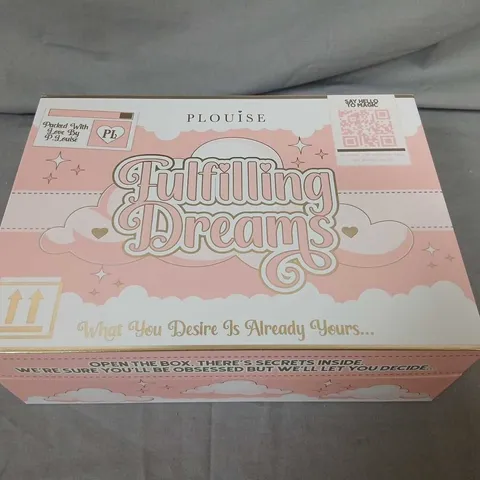 PLOUISE
SAY HELLO
TO MAGIC
Packed With
Love By
P.Louise
PL
Fulfilling
Dreams
What You Desire Is Already Yours...
OPEN THE BOX. THERE'S SECRETS INSIDE.
WE'RE SURE YOU'LL BE OBSESSED BUT WE'LL LET YOU DECIDE.